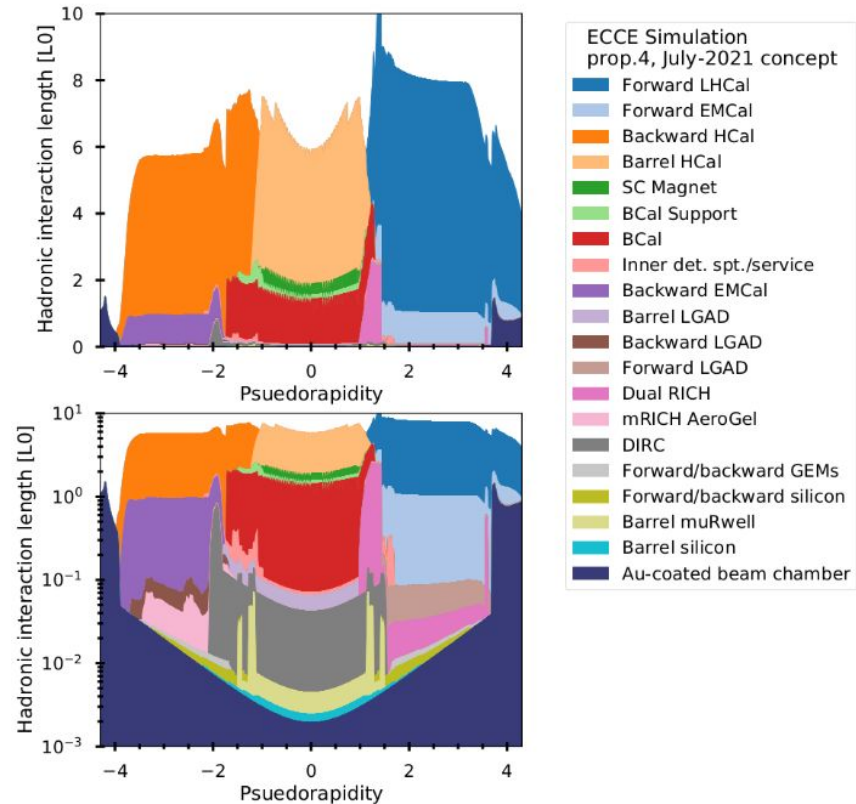 10
8
6
4
2
0
Hadronic interaction length [L0]
−4 −2 0 2 4
Psuedorapidity
10¹
10⁰
10⁻¹
10⁻²
10⁻³
Hadronic interaction length [L0]
−4 −2 0 2 4
Psuedorapidity
ECCE Simulation
prop.4, July-2021 concept
Forward LHCal
Forward EMCal
Backward HCal
Barrel HCal
SC Magnet
BCal Support
BCal
Inner det. spt./service
Backward EMCal
Barrel LGAD
Backward LGAD
Forward LGAD
Dual RICH
mRICH AeroGel
DIRC
Forward/backward GEMs
Forward/backward silicon
Barrel muRwell
Barrel silicon
Au-coated beam chamber